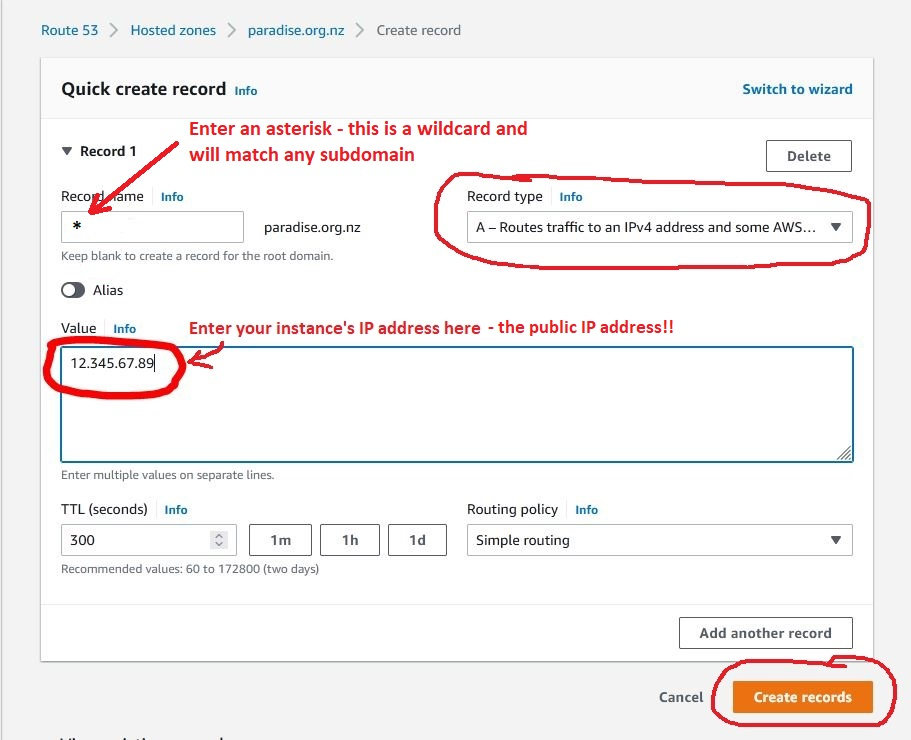 Route 53 > Hosted zones > paradise.org.nz > Create record
Quick create record Info
Switch to wizard
Enter an asterisk - this is a wildcard and
will match any subdomain
▼ Record 1
Delete
Record name Info
Record type Info
*
paradise.org.nz
A – Routes traffic to an IPv4 address and some AWS...
Keep blank to create a record for the root domain.
Alias
Value Info
Enter your instance's IP address here - the public IP address!!
12.345.67.89
Enter multiple values on separate lines.
TTL (seconds) Info
Routing policy Info
300
1m
1h
1d
Simple routing
Recommended values: 60 to 172800 (two days)
Add another record
Cancel
Create records